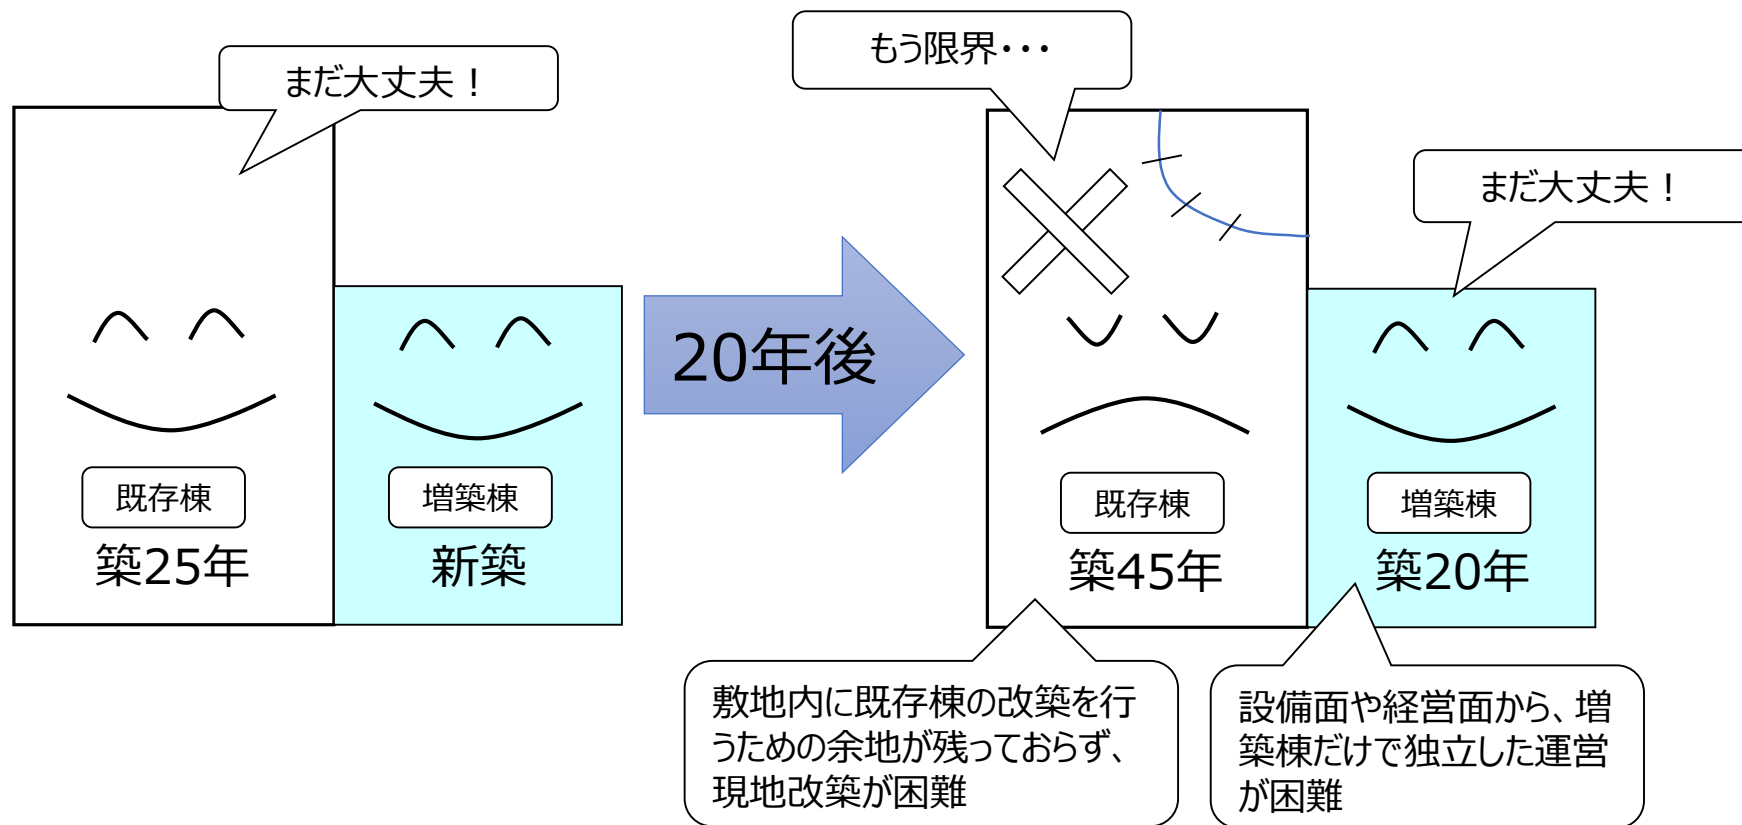 まだ大丈夫！
既存棟
築25年
増築棟
新築
20年後
もう限界・・・
まだ大丈夫！
既存棟
築45年
増築棟
築20年
敷地内に既存棟の改築を行
うための余地が残っておらず、
現地改築が困難
設備面や経営面から、増
築棟だけで独立した運営
が困難